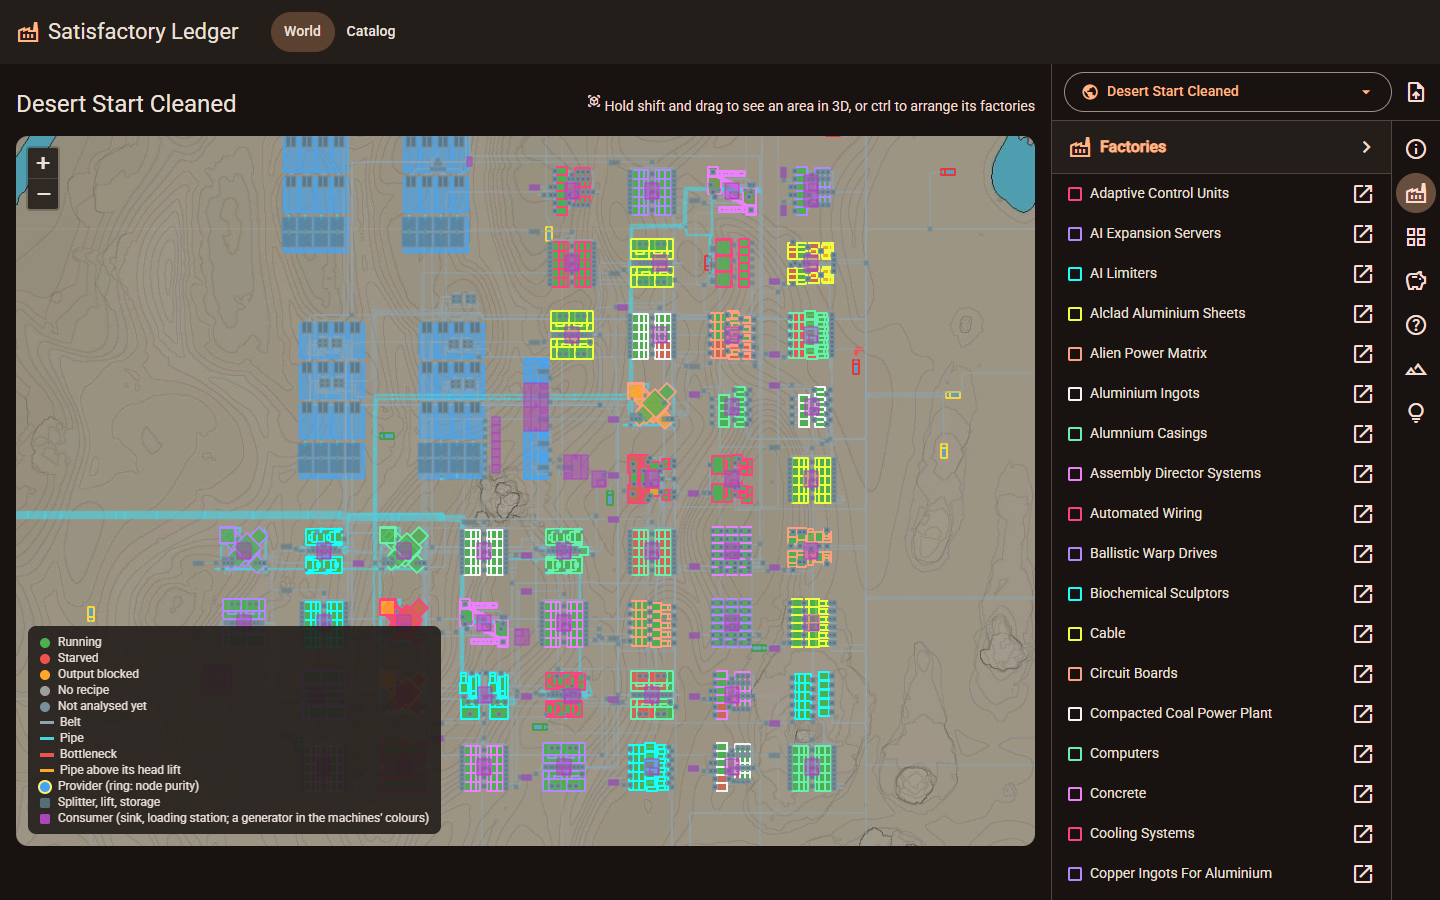 Satisfactory Ledger
World
Catalog
Desert Start Cleaned
Hold shift and drag to see an area in 3D, or ctrl to arrange its factories
+
−
Running
Starved
Output blocked
No recipe
Not analysed yet
Belt
Pipe
Bottleneck
Pipe above its head lift
Provider (ring: node purity)
Splitter, lift, storage
Consumer (sink, loading station; a generator in the machines' colours)
Desert Start Cleaned
Factories
Adaptive Control Units
AI Expansion Servers
AI Limiters
Alclad Aluminium Sheets
Alien Power Matrix
Aluminium Ingots
Alumnium Casings
Assembly Director Systems
Automated Wiring
Ballistic Warp Drives
Biochemical Sculptors
Cable
Circuit Boards
Compacted Coal Power Plant
Computers
Concrete
Cooling Systems
Copper Ingots For Aluminium